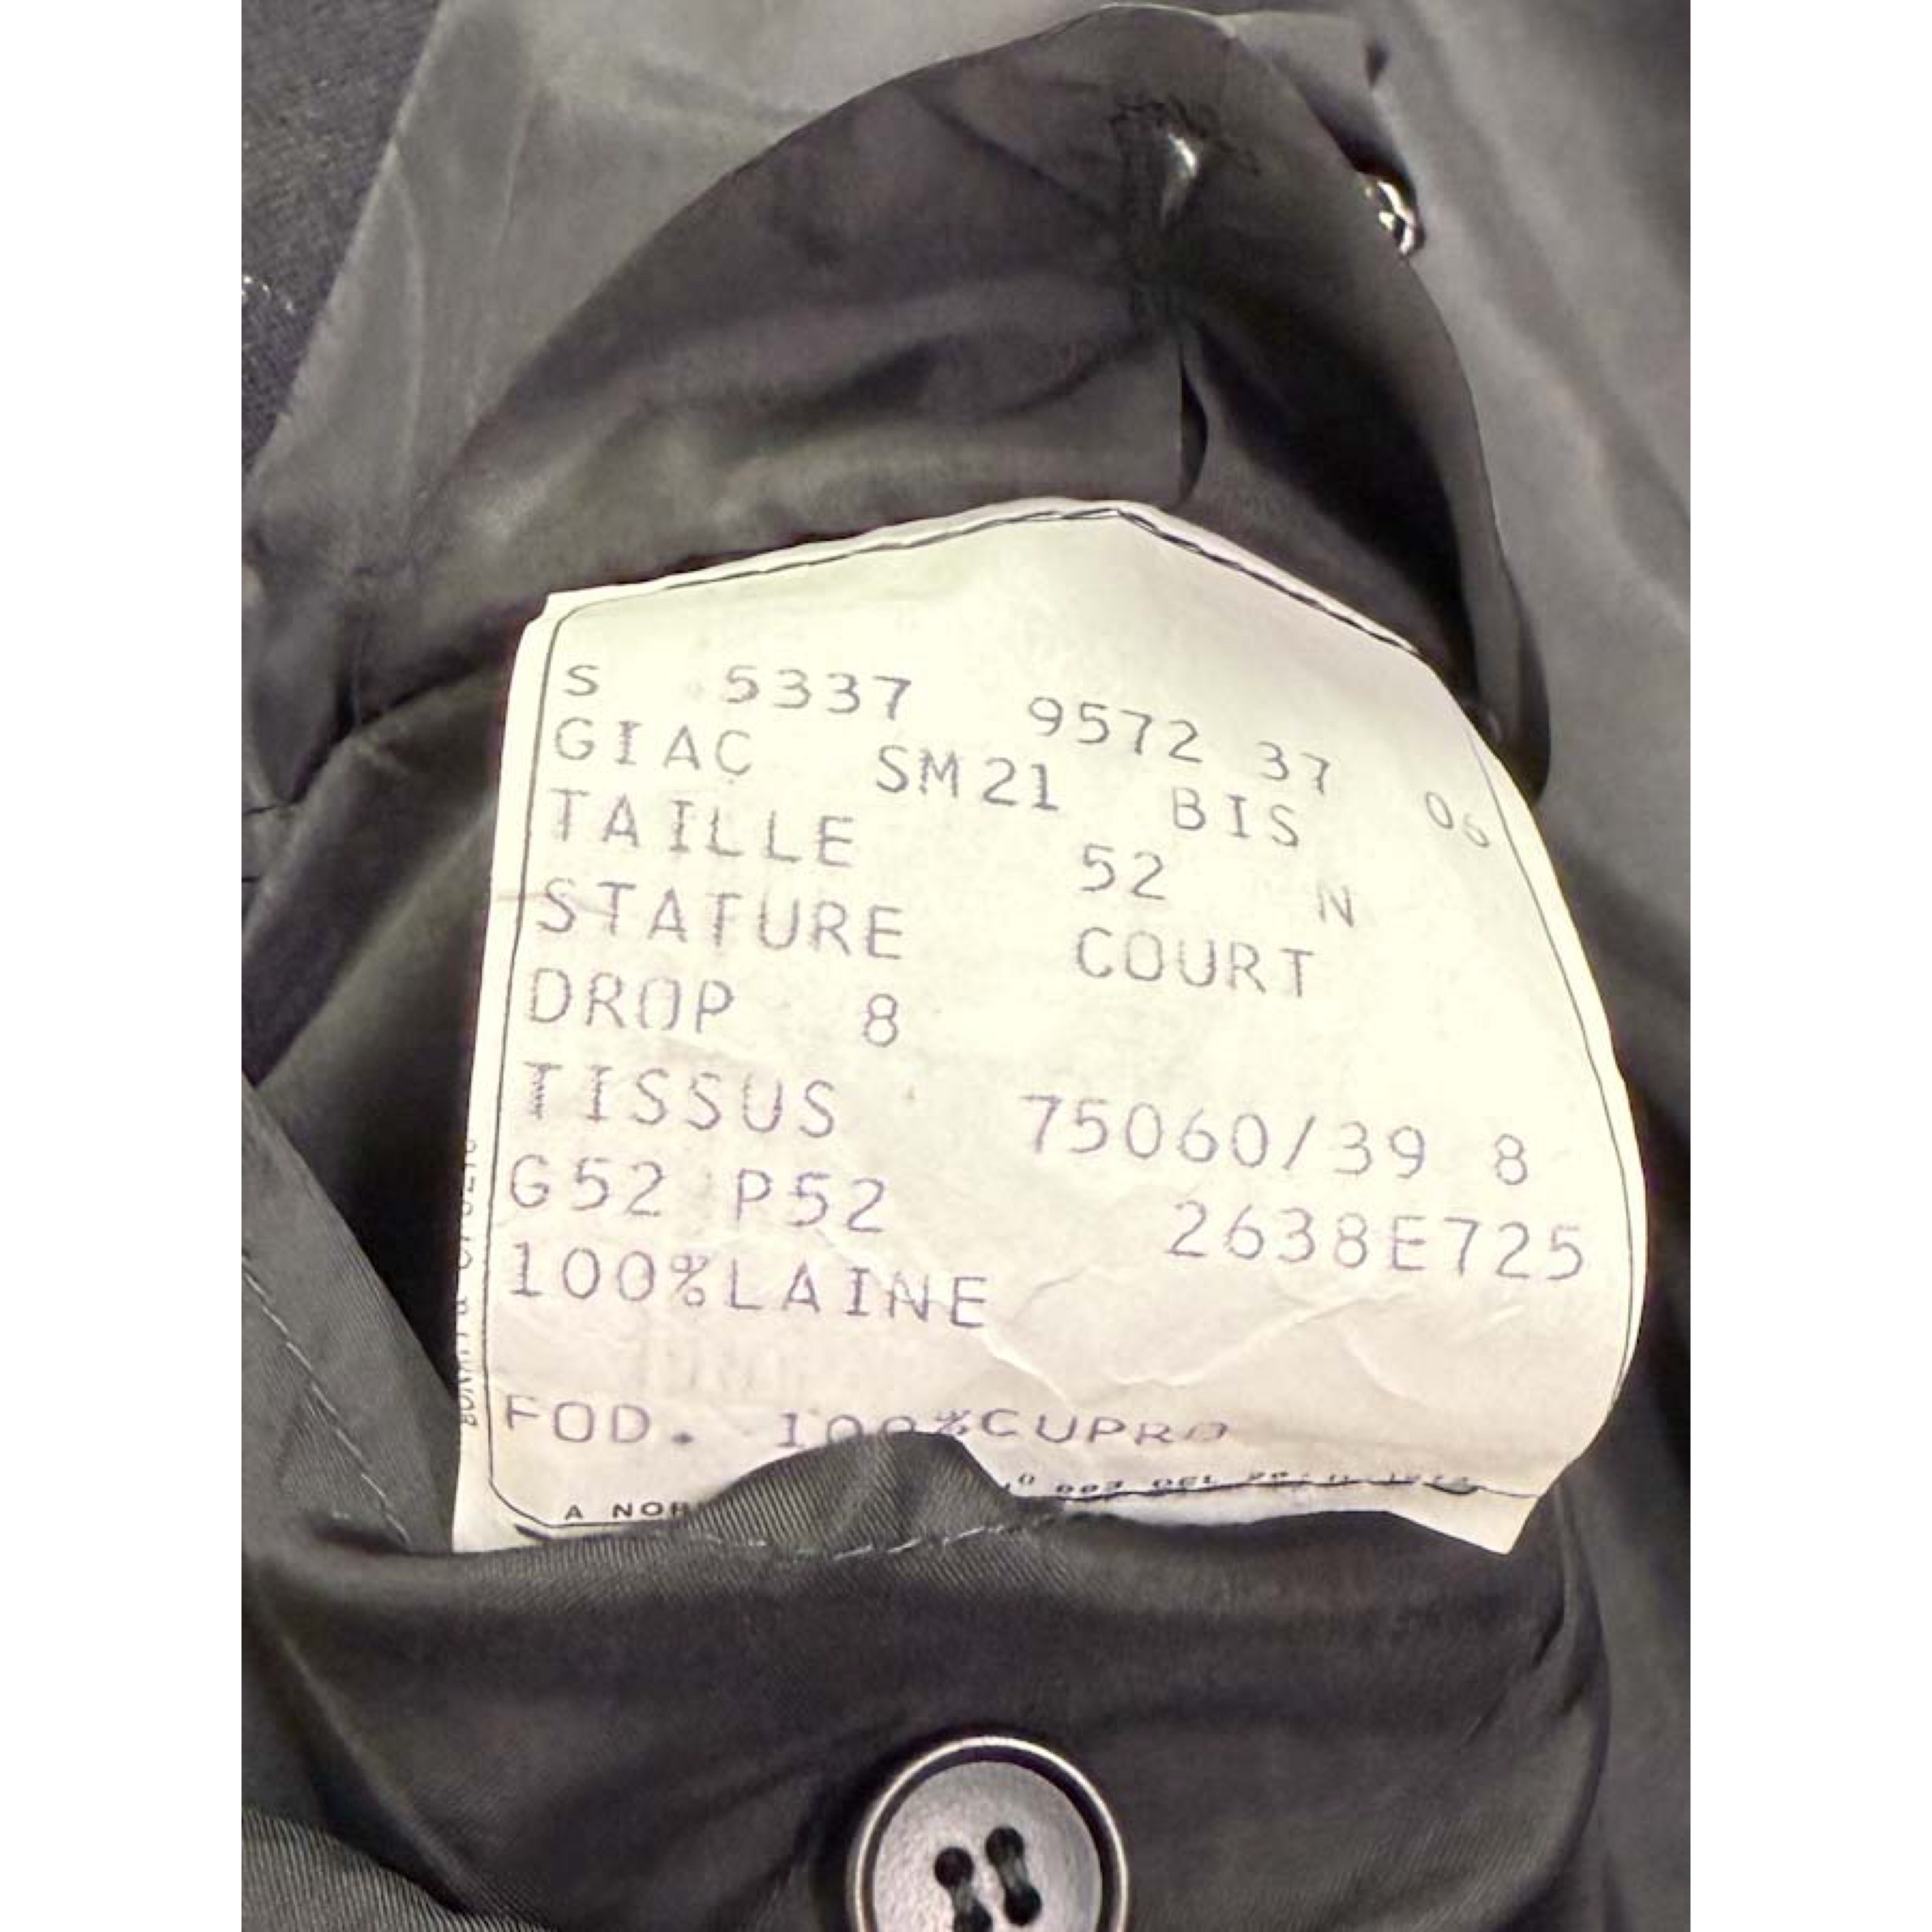 S 5337 9572 37 06
GIAC SM21 BIS
TAILLE 52 N
STATURE COURT
DROP 8
TISSUS 75060/39 8
G52 P52 2638E725
100%LAINE
FOD. 100%CUPRO
A